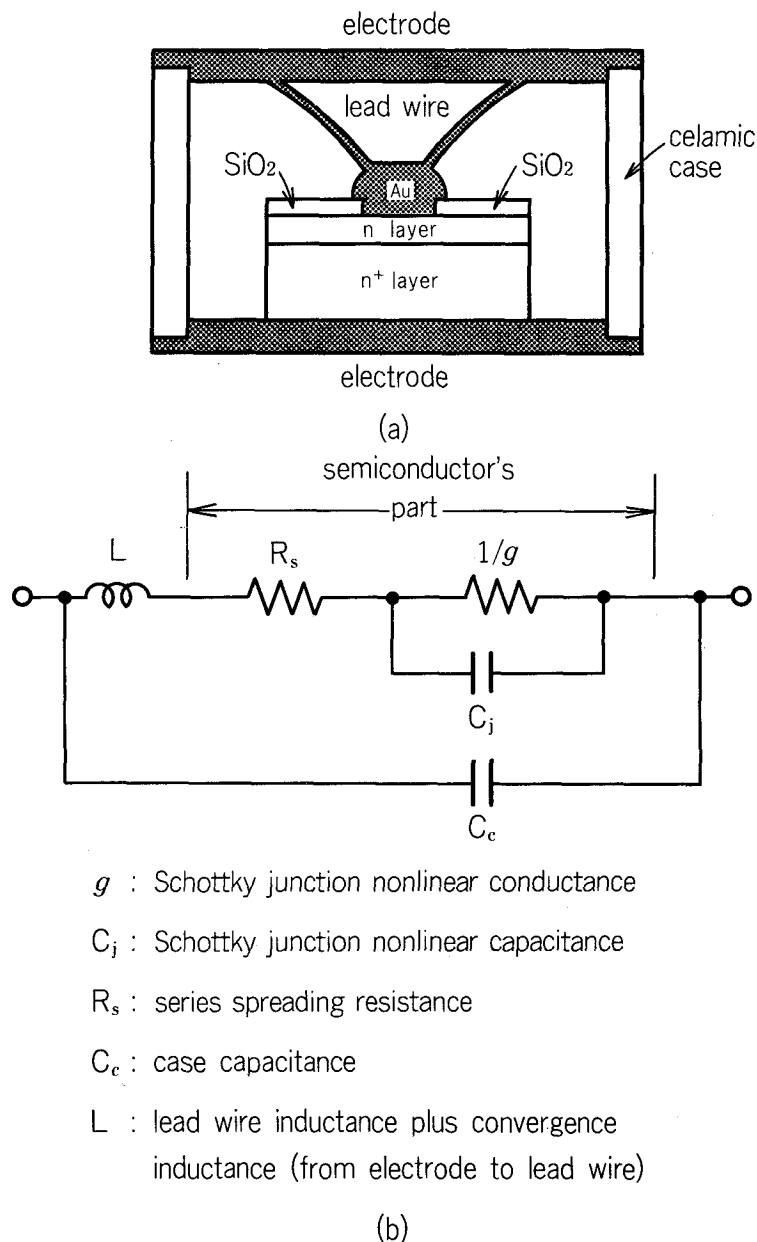 electrode
lead wire
celamic
case
SiO₂
SiO₂
Au
n layer
n⁺ layer
electrode
(a)
semiconductor's
part
L
Rₛ
1/g
Cⱼ
C꜀
g : Schottky junction nonlinear conductance
Cⱼ : Schottky junction nonlinear capacitance
Rₛ : series spreading resistance
C꜀ : case capacitance
L : lead wire inductance plus convergence
inductance (from electrode to lead wire)
(b)